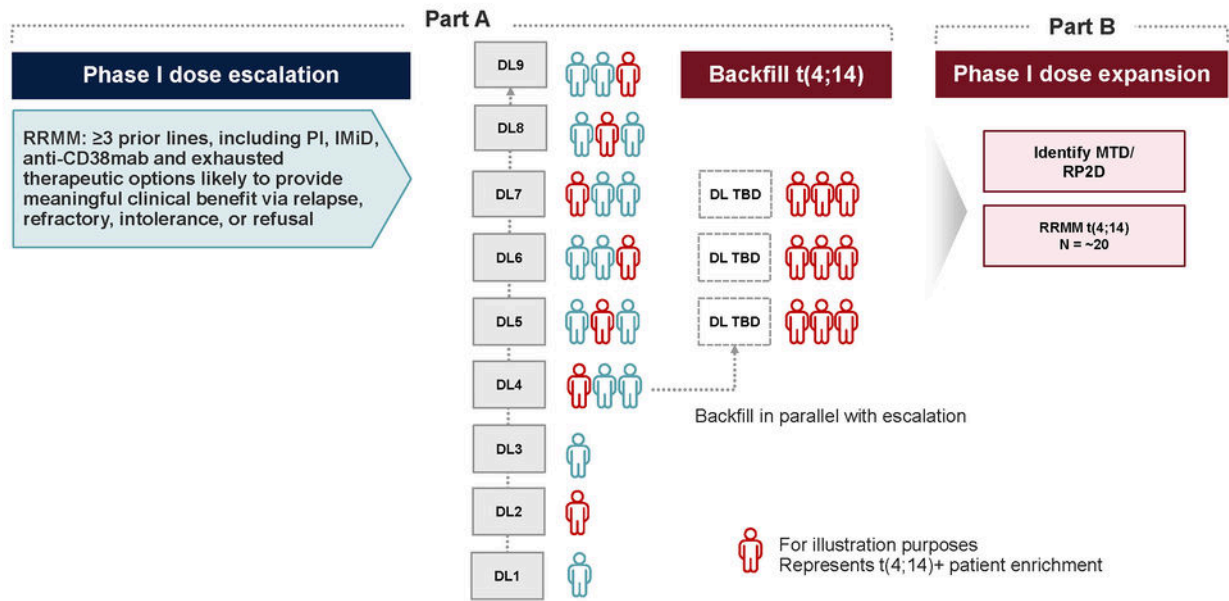 Part A
Part B
Phase I dose escalation
Backfill t(4;14)
Phase I dose expansion
RRMM: ≥3 prior lines, including PI, IMiD,
anti-CD38mab and exhausted
therapeutic options likely to provide
meaningful clinical benefit via relapse,
refractory, intolerance, or refusal
DL9
DL8
DL7
DL6
DL5
DL4
DL3
DL2
DL1
DL TBD
DL TBD
DL TBD
Backfill in parallel with escalation
Identify MTD/
RP2D
RRMM t(4;14)
N = ~20
For illustration purposes
Represents t(4;14)+ patient enrichment